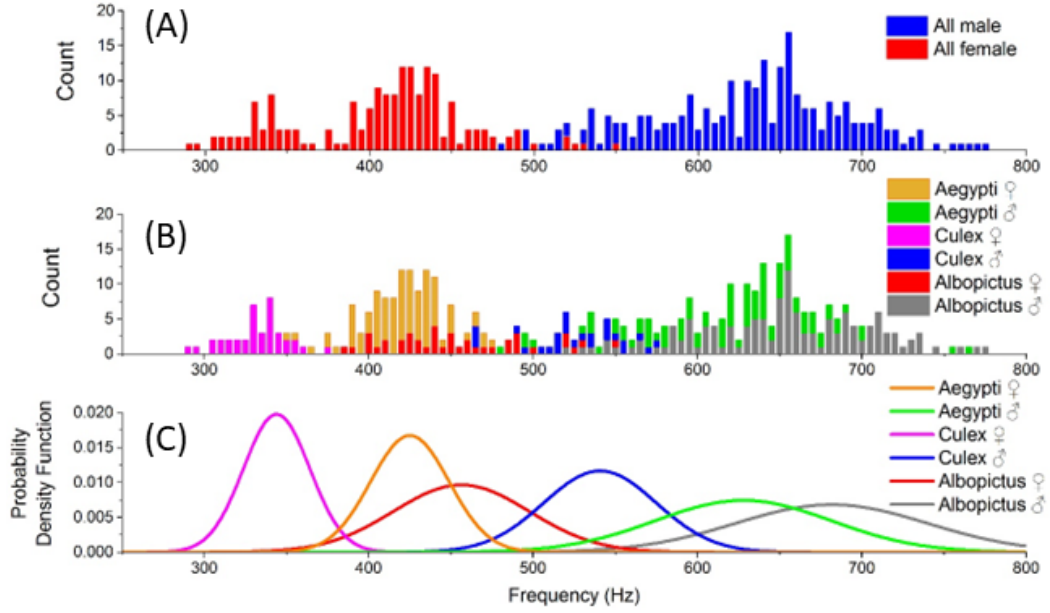 (A)
20
15
10
5
0
Count
All male
All female
300 400 500 600 700 800
(B)
20
15
10
5
0
Count
Aegypti ♀
Aegypti ♂
Culex ♀
Culex ♂
Albopictus ♀
Albopictus ♂
300 400 500 600 700 800
(C)
0.020
0.015
0.010
0.005
0.000
Probability
Density Function
Aegypti ♀
Aegypti ♂
Culex ♀
Culex ♂
Albopictus ♀
Albopictus ♂
300 400 500 600 700 800
Frequency (Hz)